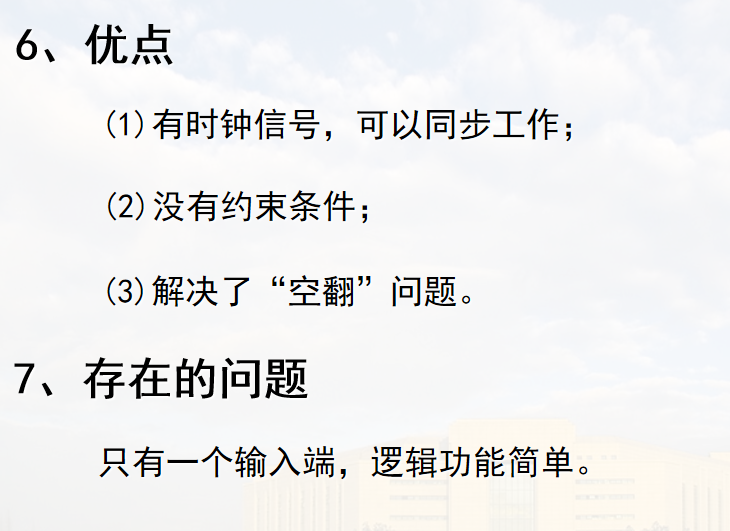 6、优点
(1)有时钟信号，可以同步工作；
(2)没有约束条件；
(3)解决了“空翻”问题。
7、存在的问题
只有一个输入端，逻辑功能简单。